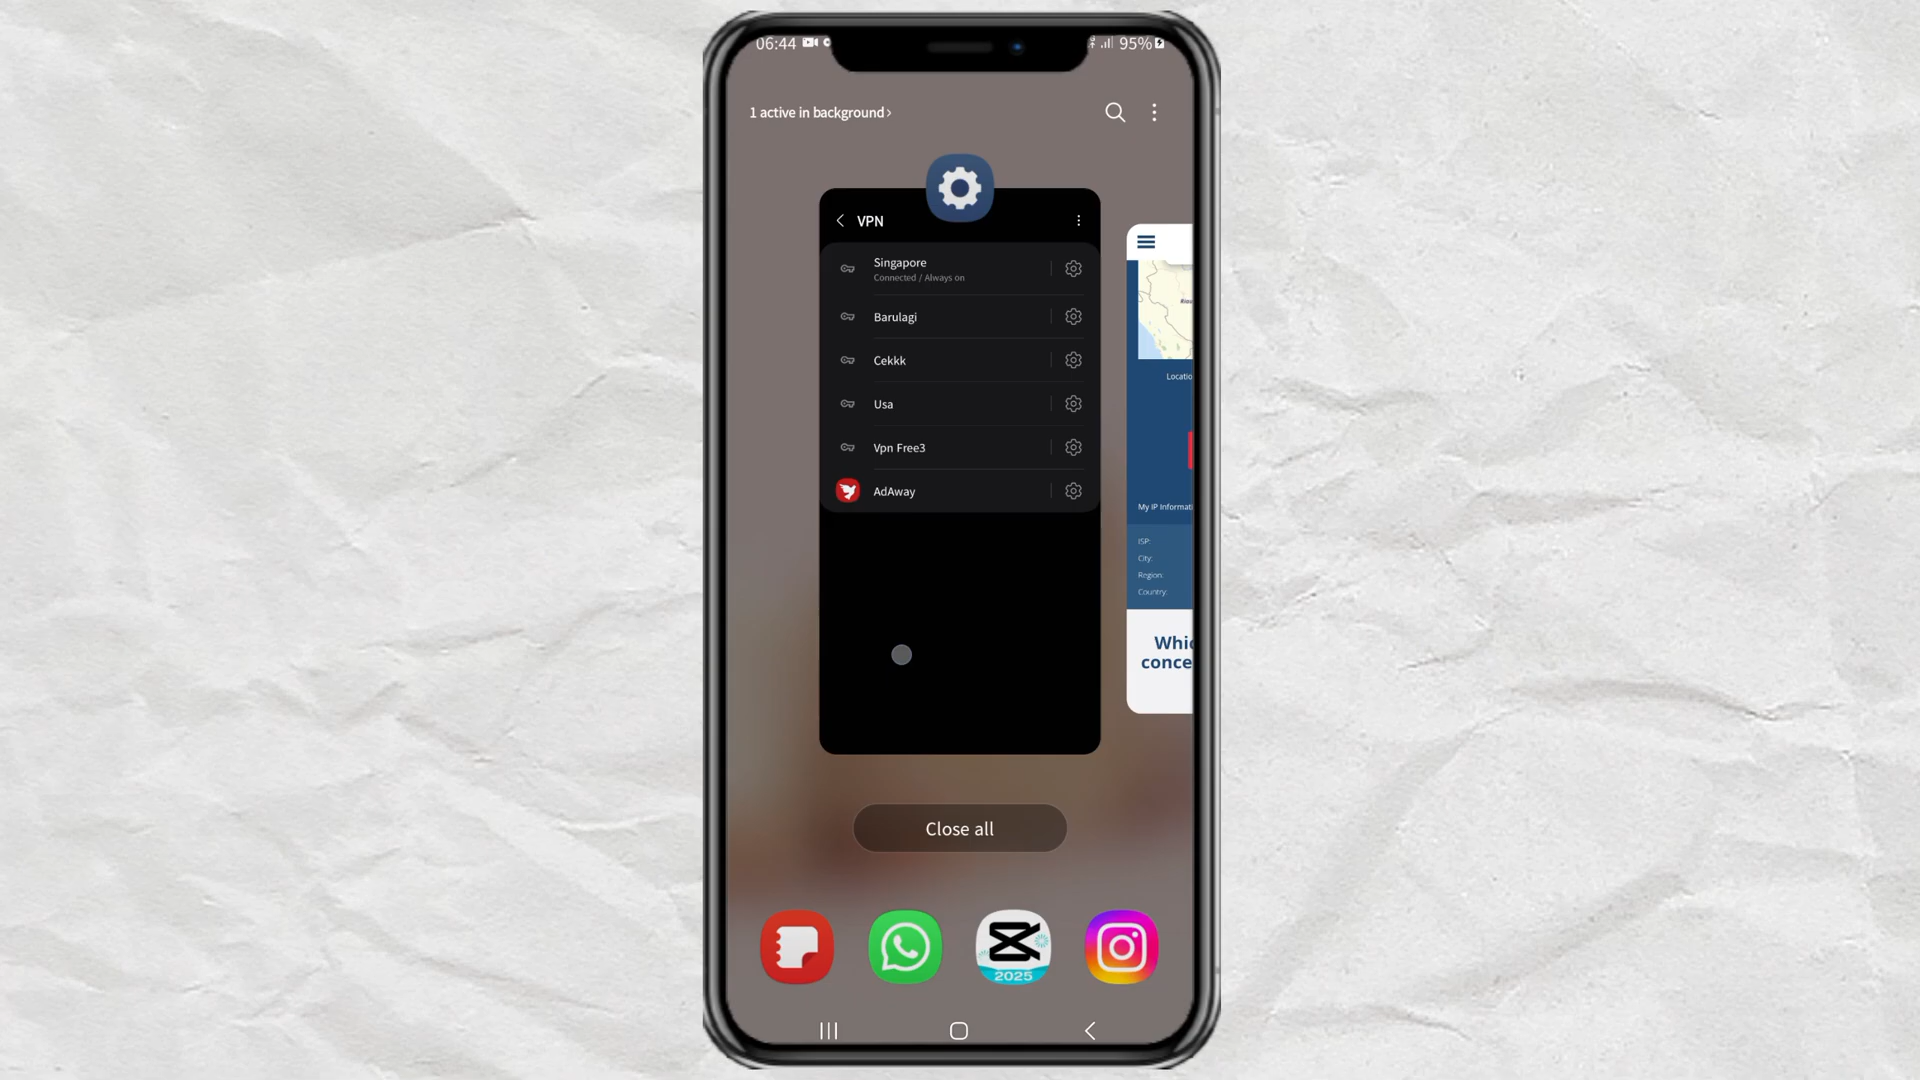 06:44
95%
1 active in background
VPN
Singapore
Connected / Always on
Barulagi
Cekkk
Usa
Vpn Free3
AdAway
Locatio
My IP Informati
ISP:
City:
Region:
Country:
Whic
conce
Close all
2025